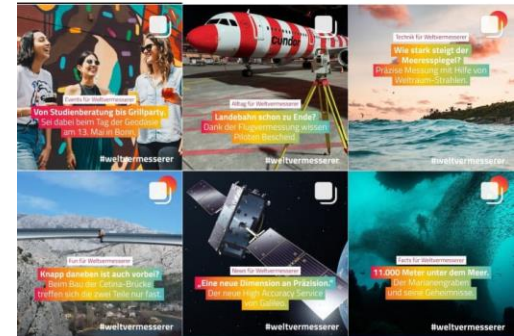 Events für Weltvermesserer
Von Studienberatung bis Grillparty.
Sei dabei beim Tag der Geodäsie
am 13. Mai in Bonn.
#weltvermesserer
condor
Alltag für Weltvermesserer
Landebahn schon zu Ende?
Dank der Flugvermessung wissen
Piloten Bescheid.
#weltvermesserer
Technik für Weltvermesserer
Wie stark steigt der
Meeresspiegel?
Präzise Messung mit Hilfe von
Weltraum-Strahlen.
#weltvermesserer
Fun für Weltvermesserer
Knapp daneben ist auch vorbei?
Beim Bau der Cetina-Brücke
treffen sich die zwei Teile nur fast.
#weltvermesserer
News für Weltvermesserer
„Eine neue Dimension an Präzision."
Der neue High Accuracy Service
von Galileo.
#weltvermesserer
Facts für Weltvermesserer
11.000 Meter unter dem Meer.
Der Marianengraben
und seine Geheimnisse.
#weltvermesserer